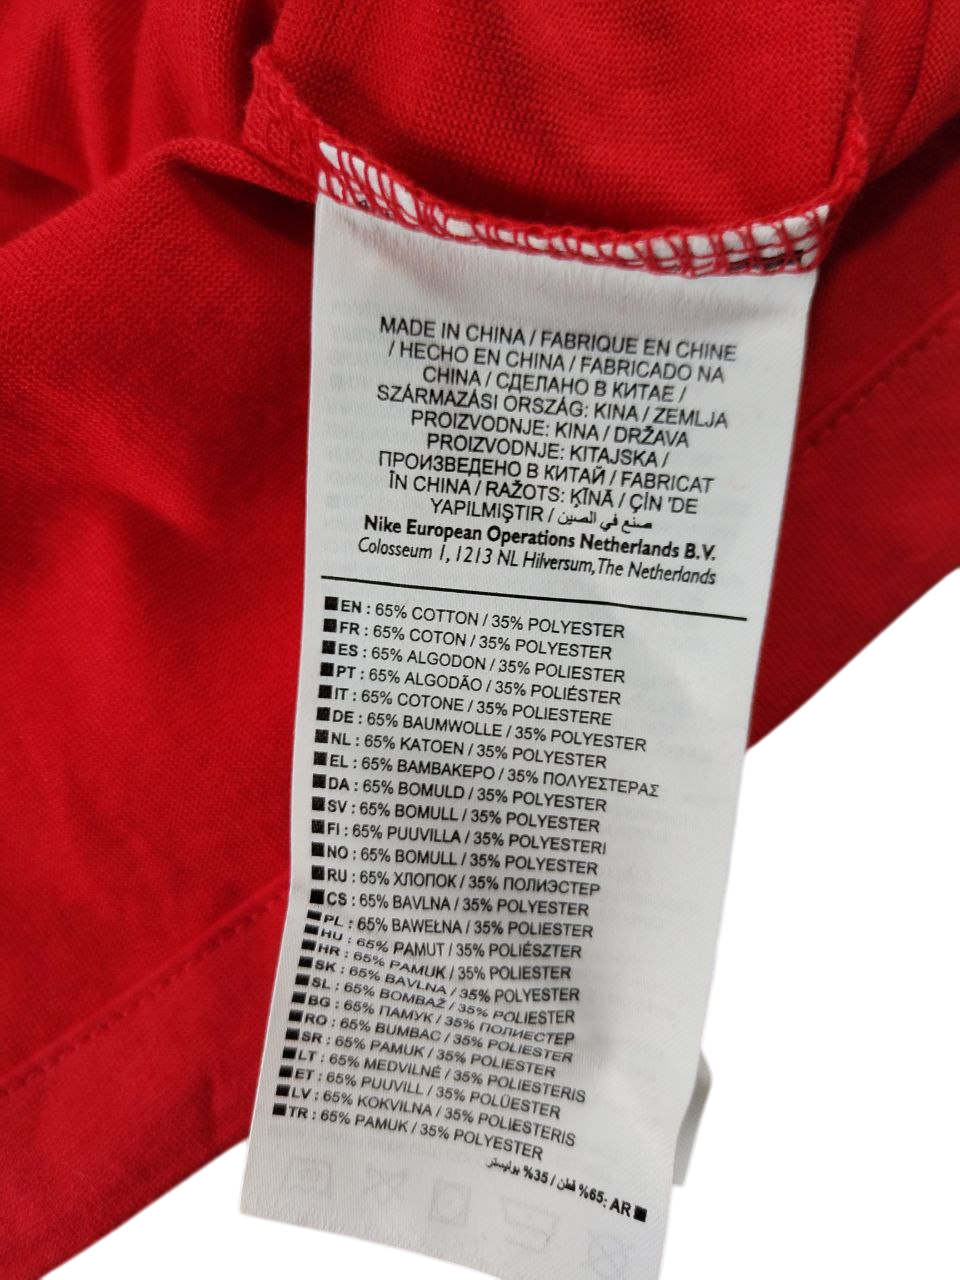 MADE IN CHINA / FABRIQUE EN CHINE
/ HECHO EN CHINA / FABRICADO NA
CHINA / СДЕЛАНО В КИТАЕ /
SZÁRMAZÁSI ORSZÁG: KINA / ZEMLJA
PROIZVODNJE: KINA / DRŽAVA
PROIZVODNJE: KITAJSKA /
ПРОИЗВЕДЕНО В КИТАЙ / FABRICAT
ÎN CHINA / RAŽOTS: ĶĪNĀ / ÇİN 'DE
YAPILMIŞTIR / صنع في الصين
Nike European Operations Netherlands B.V.
Colosseum 1, 1213 NL Hilversum, The Netherlands
EN : 65% COTTON / 35% POLYESTER
FR : 65% COTON / 35% POLYESTER
ES : 65% ALGODON / 35% POLIESTER
PT : 65% ALGODÃO / 35% POLIÉSTER
IT : 65% COTONE / 35% POLIESTERE
DE : 65% BAUMWOLLE / 35% POLYESTER
NL : 65% KATOEN / 35% POLYESTER
EL : 65% ΒΑΜΒΑΚΕΡΟ / 35% ΠΟΛΥΕΣΤΕΡΑΣ
DA : 65% BOMULD / 35% POLYESTER
SV : 65% BOMULL / 35% POLYESTER
FI : 65% PUUVILLA / 35% POLYESTERI
NO : 65% BOMULL / 35% POLYESTER
RU : 65% ХЛОПОК / 35% ПОЛИЭСТЕР
CS : 65% BAVLNA / 35% POLYESTER
PL : 65% BAWEŁNA / 35% POLIESTER
HU : 65% PAMUT / 35% POLIÉSZTER
HR : 65% PAMUK / 35% POLIESTER
SK : 65% BAVLNA / 35% POLYESTER
SL : 65% BOMBAŽ / 35% POLIESTER
BG : 65% ПАМУК / 35% ПОЛИЕСТЕР
RO : 65% BUMBAC / 35% POLIESTER
SR : 65% PAMUK / 35% POLIESTER
LT : 65% MEDVILNĖ / 35% POLIESTERIS
ET : 65% PUUVILL / 35% POLÜESTER
LV : 65% KOKVILNA / 35% POLIESTERIS
TR : 65% PAMUK / 35% POLYESTER
AR :65% قطن / 35% بوليستر